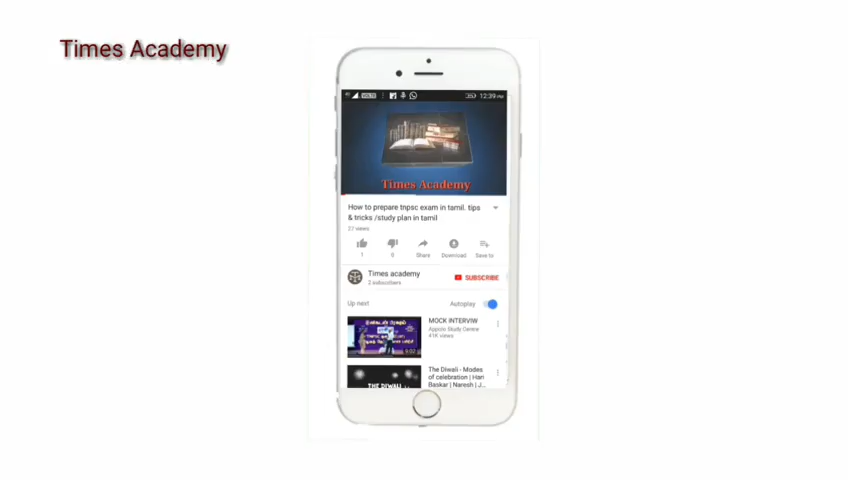 Times Academy
VOLTE
12:39 PM
Times Academy
How to prepare tnpsc exam in tamil. tips
& tricks /study plan in tamil
27 views
1
0
Share
Download
Save to
Times academy
2 subscribers
SUBSCRIBE
Up next
Autoplay
MOCK INTERVIW
Appolo Study Centre
41K views
The Diwali - Modes
of celebration | Hari
Baskar | Naresh | J...
THE DIWALI